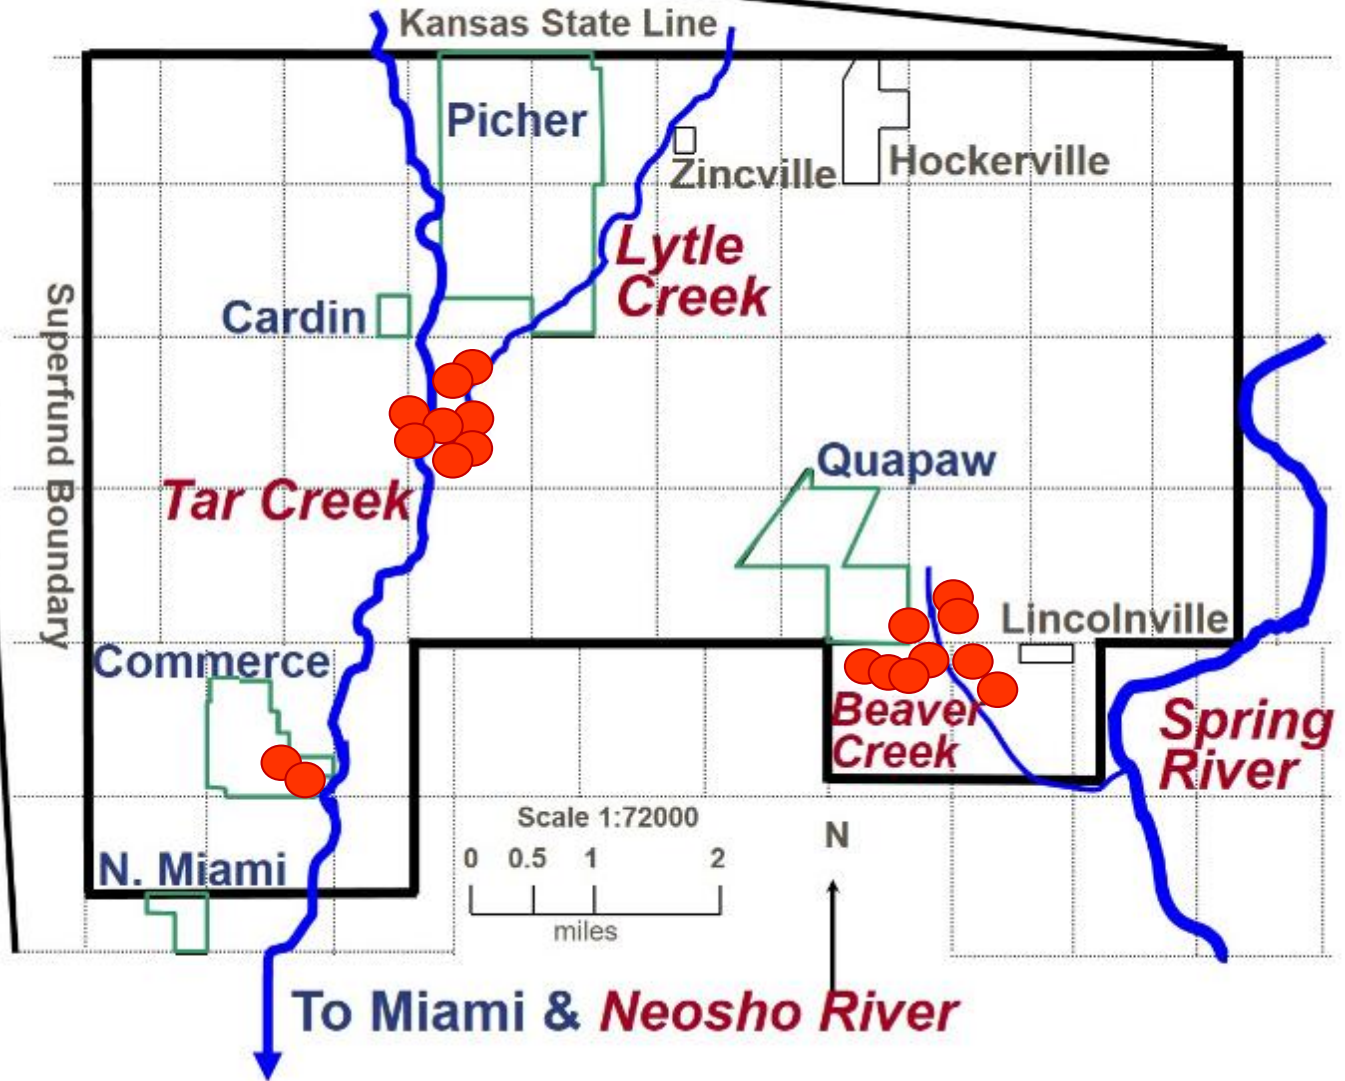 Kansas State Line
Picher
Zincville
Hockerville
Lytle
Creek
Cardin
Superfund Boundary
Quapaw
Tar Creek
Lincolnville
Commerce
Beaver
Creek
Spring
River
Scale 1:72000
0 0.5 1 2
miles
N
N. Miami
To Miami & Neosho River